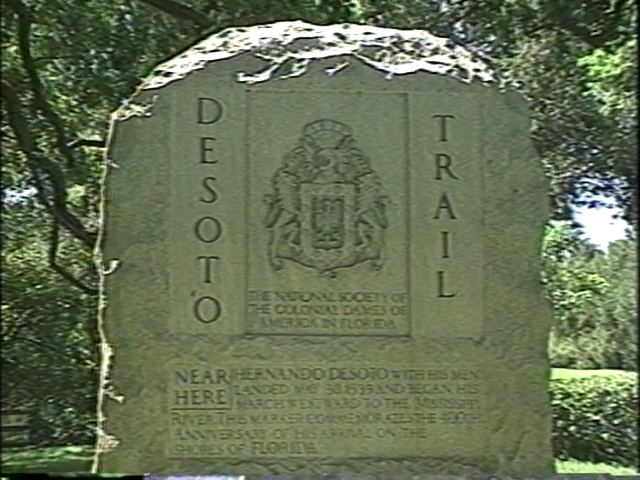 DESOTO
TRAIL
THE NATIONAL SOCIETY OF
THE COLONIAL DAMES OF
AMERICA IN FLORIDA
NEAR HERE HERNANDO DESOTO WITH HIS MEN
LANDED MAY 30, 1539 AND BEGAN HIS
MARCH WESTWARD TO THE MISSISSIPPI
RIVER. THIS MARKER COMMEMORATES THE 400TH
ANNIVERSARY OF HIS ARRIVAL ON THE
SHORES OF FLORIDA